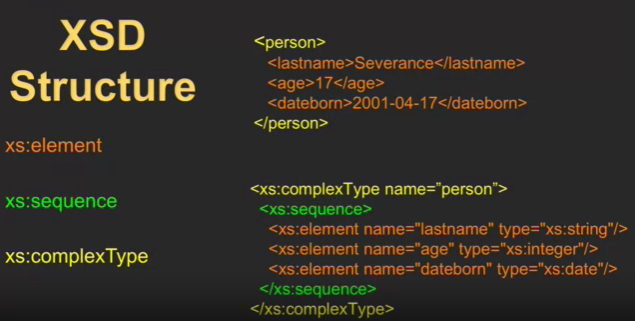 XSD
Structure
xs:element
xs:sequence
xs:complexType
<person>
<lastname>Severance</lastname>
<age>17</age>
<dateborn>2001-04-17</dateborn>
</person>
<xs:complexType name=”person”>
<xs:sequence>
<xs:element name="lastname" type="xs:string"/>
<xs:element name="age" type="xs:integer"/>
<xs:element name="dateborn" type="xs:date"/>
</xs:sequence>
</xs:complexType>